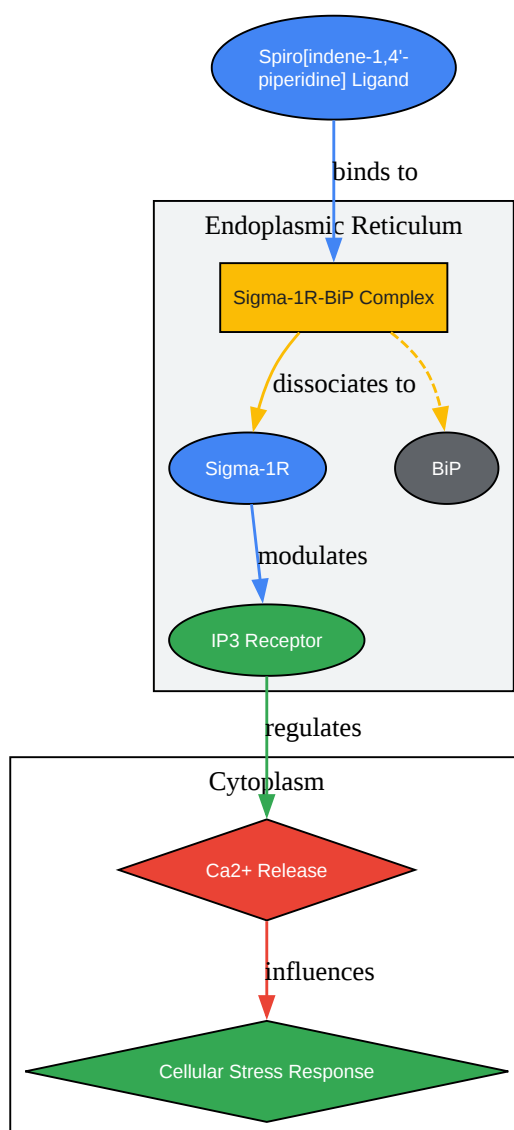 Spiro[indene-1,4'-
piperidine] Ligand
binds to
Endoplasmic Reticulum
Sigma-1R-BiP Complex
dissociates to
Sigma-1R
BiP
modulates
IP3 Receptor
regulates
Cytoplasm
Ca2+ Release
influences
Cellular Stress Response